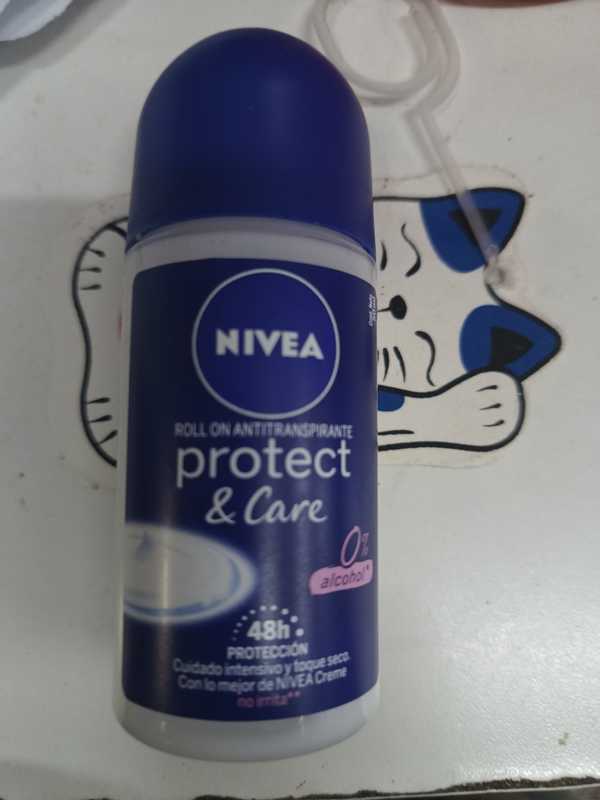 NIVEA
ROLL ON ANTITRANSPIRANTE
protect
& Care
0%
alcohol*
48h
PROTECCIÓN
Cuidado intensivo y toque seco.
Con lo mejor de NIVEA Creme
no irrita**